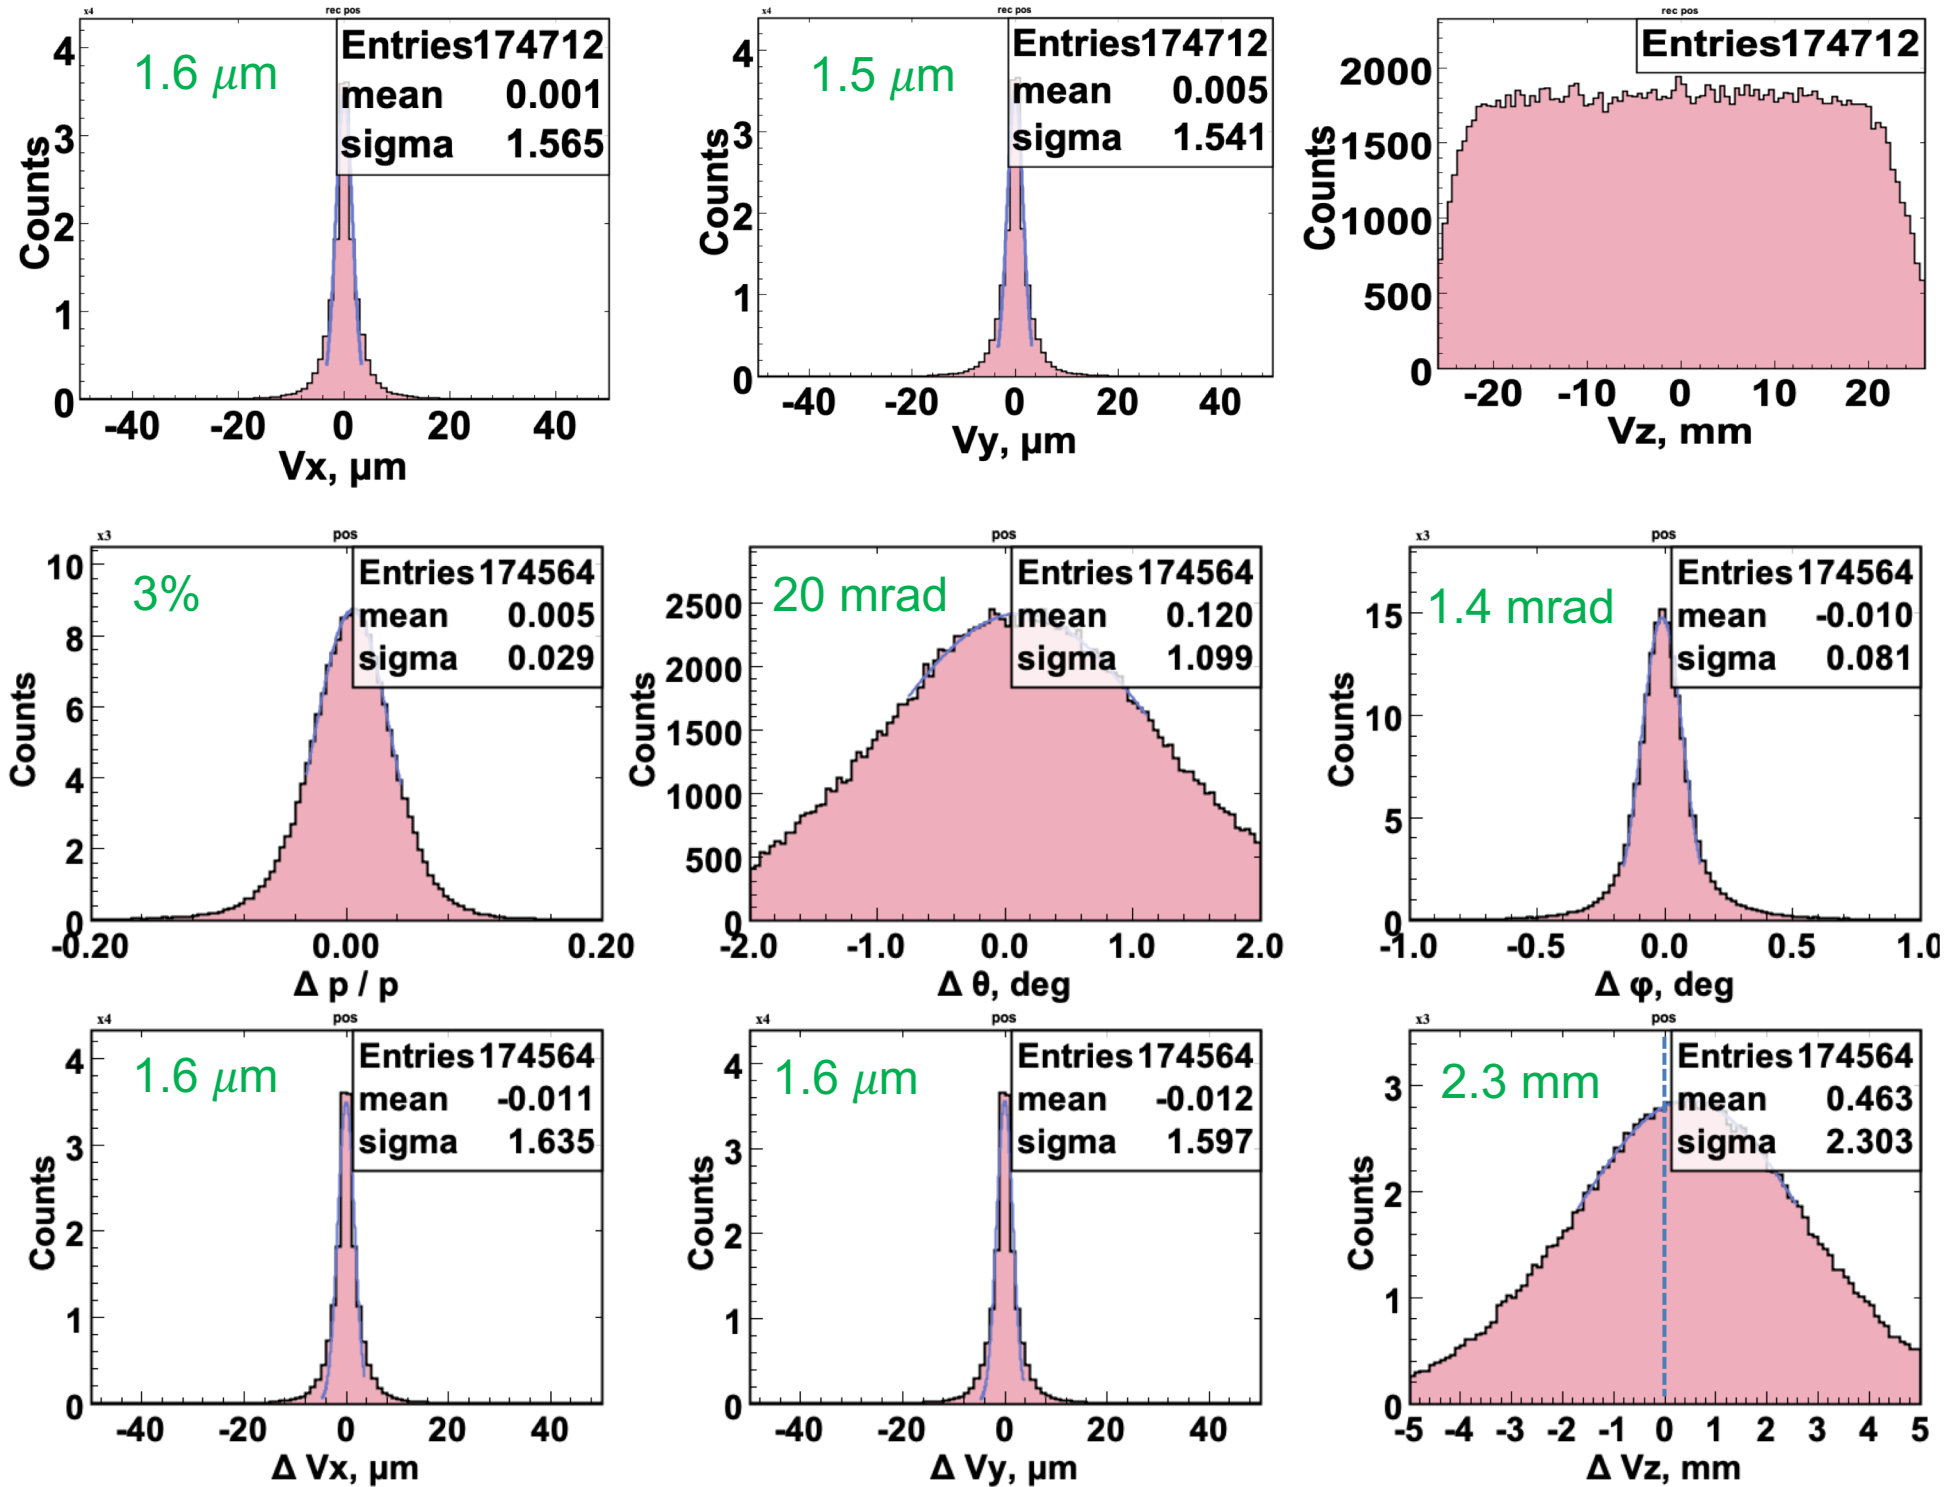 x4
rec pos
Entries174712
mean 0.001
sigma 1.565
1.6 μm
4
3
2
1
0
Counts
-40 -20 0 20 40
Vx, μm
x4
rec pos
Entries174712
mean 0.005
sigma 1.541
1.5 μm
4
3
2
1
0
Counts
-40 -20 0 20 40
Vy, μm
rec pos
Entries174712
2000
1500
1000
500
0
Counts
-20 -10 0 10 20
Vz, mm
x3
pos
Entries174564
mean 0.005
sigma 0.029
3%
10
8
6
4
2
0
Counts
-0.20 0.00 0.20
Δ p / p
pos
Entries174564
mean 0.120
sigma 1.099
20 mrad
2500
2000
1500
1000
500
0
Counts
-2.0 -1.0 0.0 1.0 2.0
Δ θ, deg
x3
pos
Entries174564
mean -0.010
sigma 0.081
1.4 mrad
15
10
5
0
Counts
-1.0 -0.5 0.0 0.5 1.0
Δ φ, deg
x4
pos
Entries174564
mean -0.011
sigma 1.635
1.6 μm
4
3
2
1
0
Counts
-40 -20 0 20 40
Δ Vx, μm
x4
pos
Entries174564
mean -0.012
sigma 1.597
1.6 μm
4
3
2
1
0
Counts
-40 -20 0 20 40
Δ Vy, μm
x3
pos
Entries174564
mean 0.463
sigma 2.303
2.3 mm
3
2
1
0
Counts
-5 -4 -3 -2 -1 0 1 2 3 4 5
Δ Vz, mm